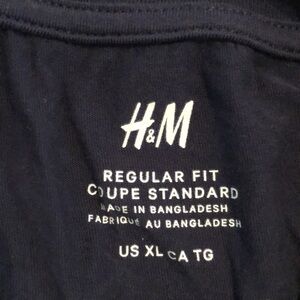 H&M
REGULAR FIT
COUPE STANDARD
MADE IN BANGLADESH
FABRIQUÉ AU BANGLADESH
US XL CA TG